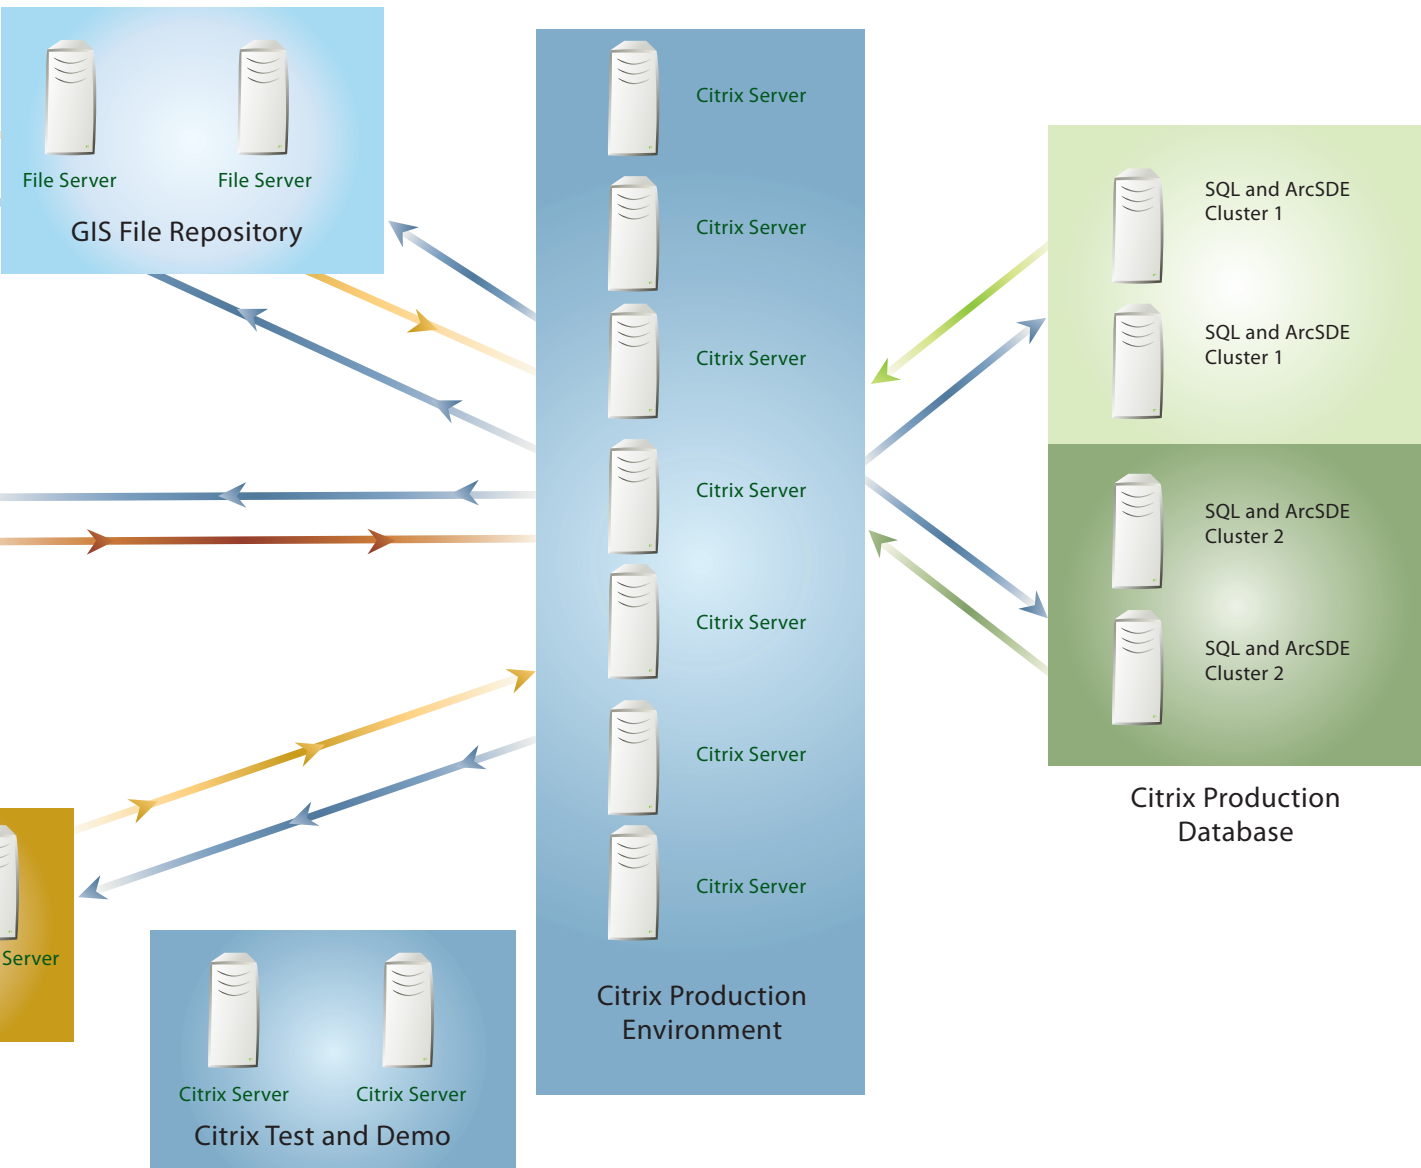 File Server
File Server
GIS File Repository
Citrix Server
Citrix Server
Citrix Server
Citrix Server
Citrix Server
Citrix Server
Citrix Server
Citrix Production
Environment
SQL and ArcSDE
Cluster 1
SQL and ArcSDE
Cluster 1
SQL and ArcSDE
Cluster 2
SQL and ArcSDE
Cluster 2
Citrix Production
Database
Server
Citrix Server
Citrix Server
Citrix Test and Demo